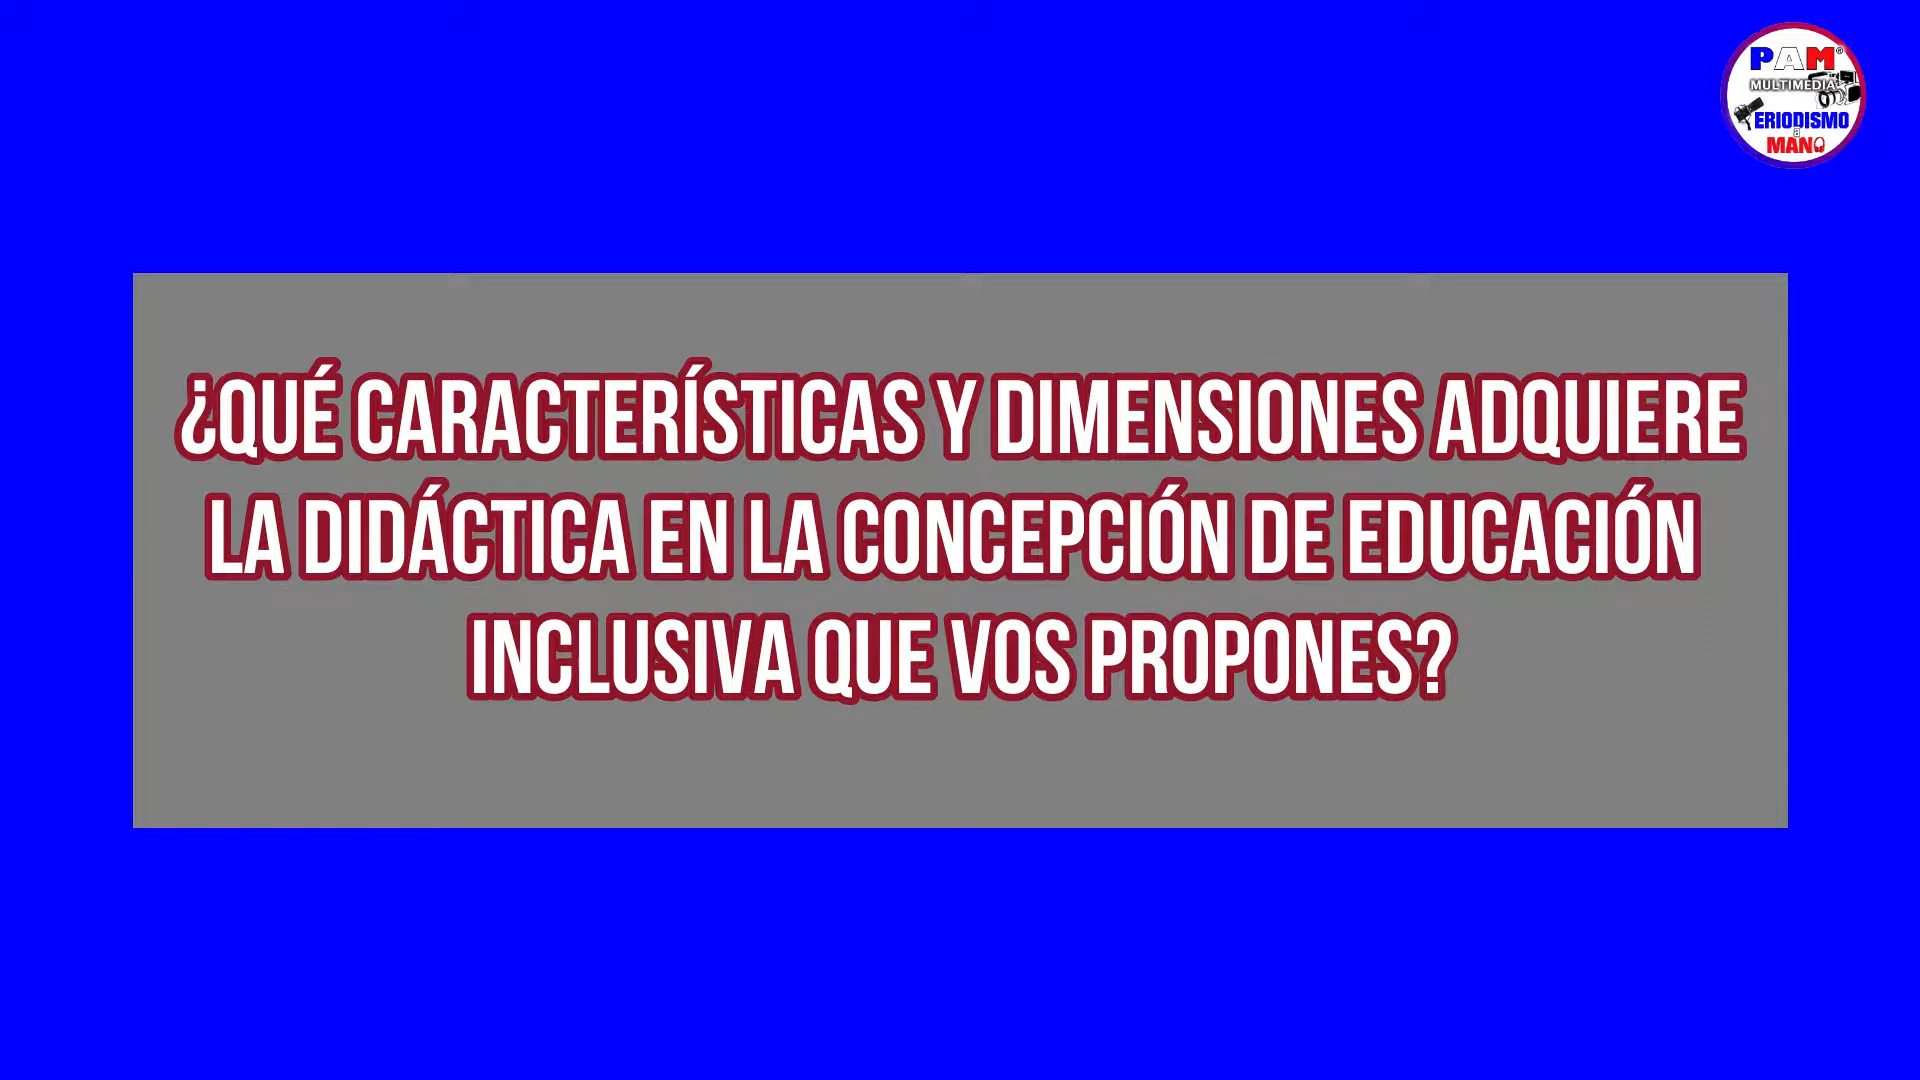 PAM®
MULTIMEDIA
ERIODISMO
a
MANO
¿QUÉ CARACTERÍSTICAS Y DIMENSIONES ADQUIERE
LA DIDÁCTICA EN LA CONCEPCIÓN DE EDUCACIÓN
INCLUSIVA QUE VOS PROPONES?